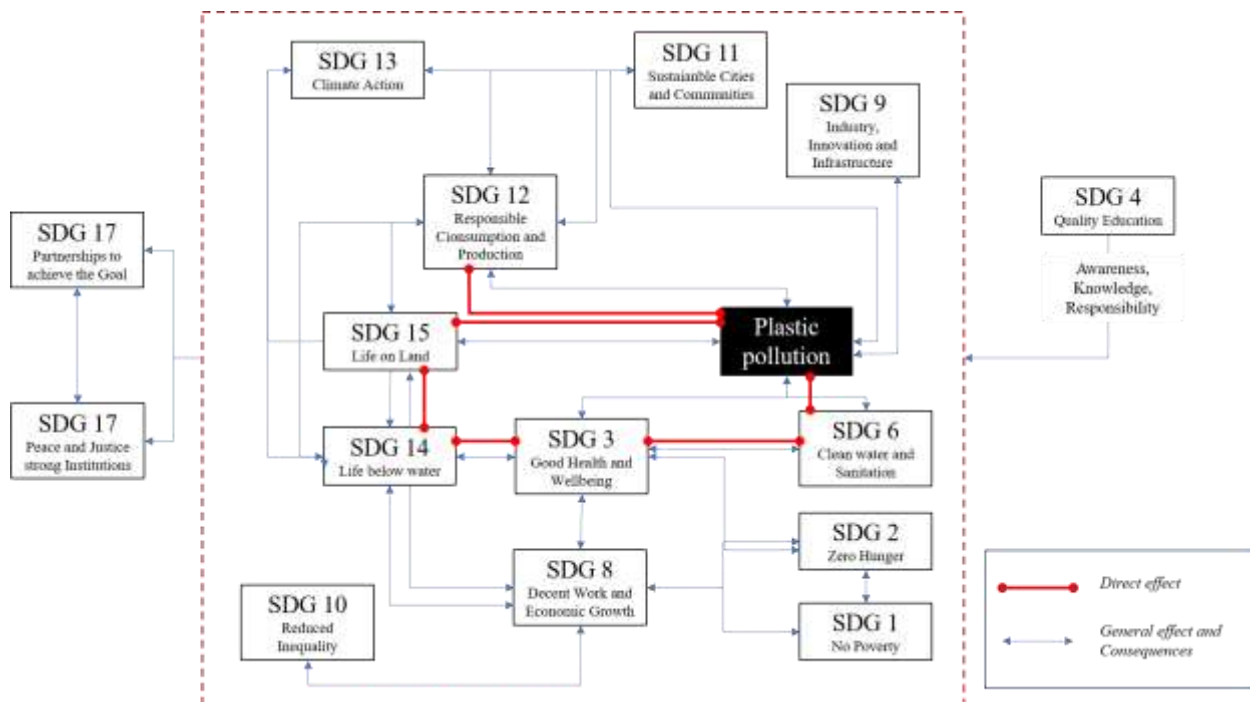 SDG 13
Climate Action
SDG 11
Sustaianble Cities
and Communities
SDG 9
Industry,
Innovation and
Infrastructure
SDG 12
Responsible
Cionsumption and
Production
SDG 4
Quality Education
Awareness,
Knowledge,
Responsibility
SDG 17
Partnerships to
achieve the Goal
SDG 15
Life on Land
Plastic
pollution
SDG 17
Peace and Justice
strong Institutions
SDG 14
Life below water
SDG 3
Good Health and
Wellbeing
SDG 6
Clean water and
Sanitation
SDG 2
Zero Hunger
SDG 8
Decent Work and
Economic Growth
SDG 10
Reduced
Inequality
SDG 1
No Poverty
Direct effect
General effect and
Consequences